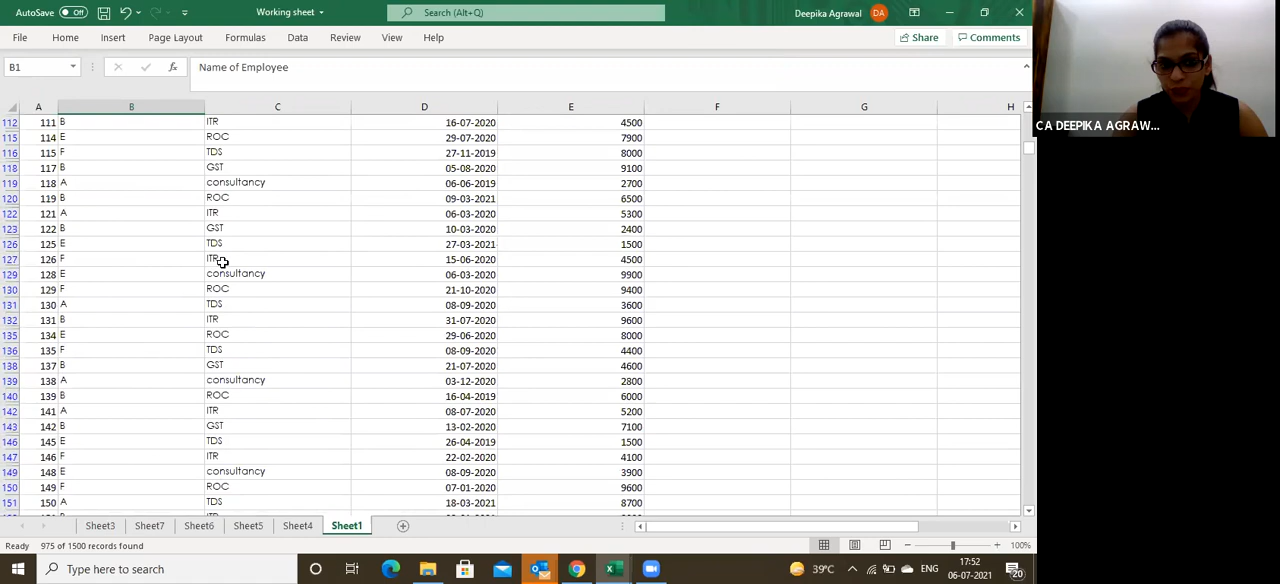 AutoSave Off Working sheet Search (Alt+Q) Deepika Agrawal DA
File Home Insert Page Layout Formulas Data Review View Help Share Comments
B1 fx Name of Employee
CA DEEPIKA AGRAW...
A B C D E F G H
112 111 B ITR 16-07-2020 4500
115 114 E ROC 29-07-2020 7900
116 115 F TDS 27-11-2019 8000
118 117 B GST 05-08-2020 9100
119 118 A consultancy 06-06-2019 2700
120 119 B ROC 09-03-2021 6500
122 121 A ITR 06-03-2020 5300
123 122 B GST 10-03-2020 2400
126 125 E TDS 27-03-2021 1500
127 126 F ITR 15-06-2020 4500
129 128 E consultancy 06-03-2020 9900
130 129 F ROC 21-10-2020 9400
131 130 A TDS 08-09-2020 3600
132 131 B ITR 31-07-2020 9600
135 134 E ROC 29-06-2020 8000
136 135 F TDS 08-09-2020 4400
138 137 B GST 21-07-2020 4600
139 138 A consultancy 03-12-2020 2800
140 139 B ROC 16-04-2019 6000
142 141 A ITR 08-07-2020 5200
143 142 B GST 13-02-2020 7100
146 145 E TDS 26-04-2019 1500
147 146 F ITR 22-02-2020 4100
149 148 E consultancy 08-09-2020 3900
150 149 F ROC 07-01-2020 9600
151 150 A TDS 18-03-2021 8700
Sheet3 Sheet7 Sheet6 Sheet5 Sheet4 Sheet1
Ready 975 of 1500 records found 100%
Type here to search 39°C ENG 17:52
06-07-2021 20